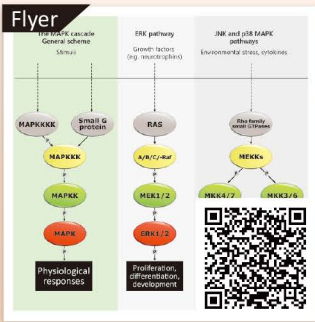 Flyer
The MAPK cascade
General scheme
Stimuli
ERK pathway
Growth factors
(e.g. neurotrophins)
JNK and p38 MAPK
pathways
Environmental stress, cytokines
MAPKKKK
Small G
protein
RAS
Rho family
small GTPases
MAPKKK
A/B/C/-Raf
MEKKs
P
P
P
P
P
MAPKK
MEK1/2
MKK4/7
MKK3/6
P
P
MAPK
ERK1/2
Physiological
responses
Proliferation,
differentiation,
development